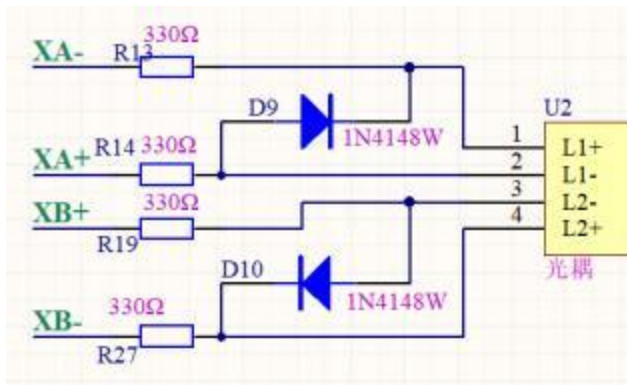 330Ω
XA-
R13
D9
U2
1N4148W
1
L1+
R14
330Ω
XA+
2
L1-
330Ω
3
L2-
XB+
4
L2+
R19
D10
光耦
330Ω
1N4148W
XB-
R27